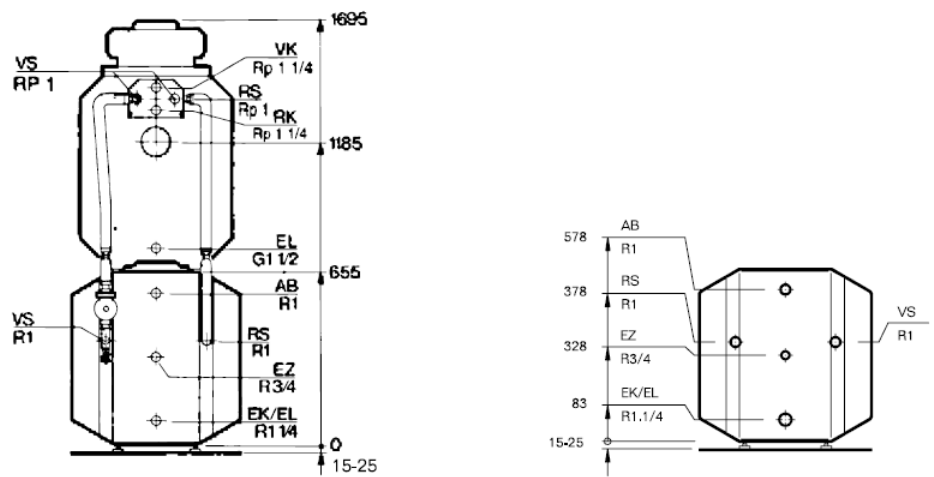 1695
VS
RP 1
VK
Rp 1 1/4
RS
Rp 1
RK
Rp 1 1/4
1185
EL
G1 1/2
655
AB
R1
VS
R1
RS
R1
EZ
R3/4
EK/EL
R1 1/4
0
15-25
578
AB
R1
378
RS
R1
VS
R1
328
EZ
R3/4
83
EK/EL
R1.1/4
15-25